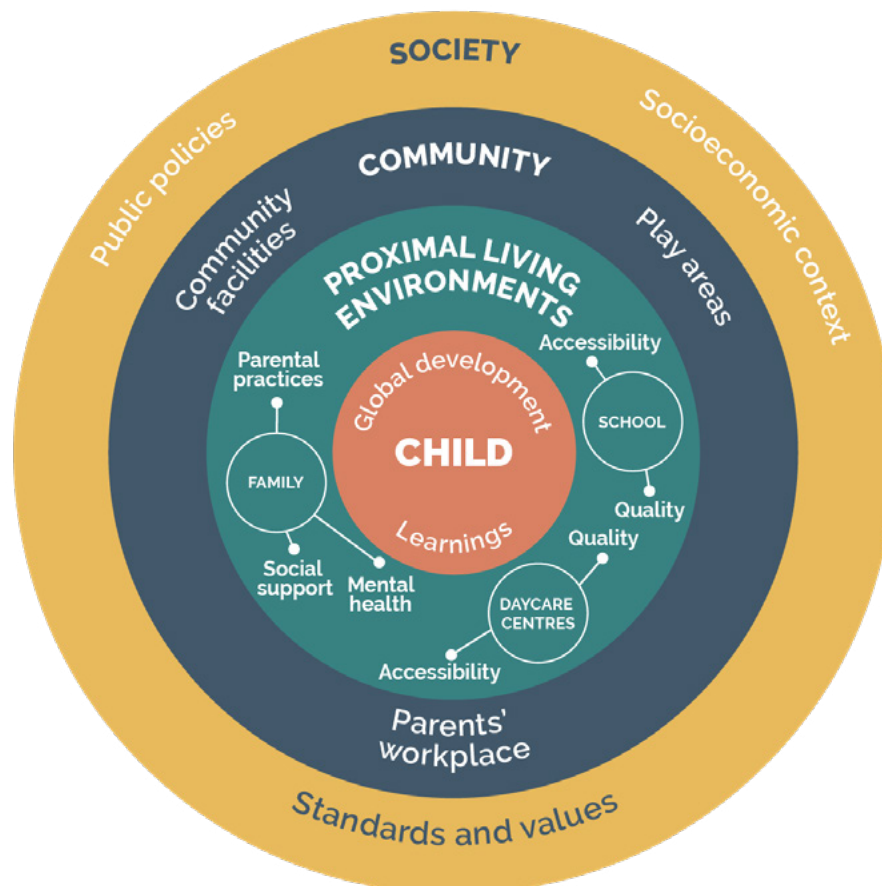 SOCIETY
Public policies
Socioeconomic context
COMMUNITY
Community
facilities
Play areas
PROXIMAL LIVING
ENVIRONMENTS
Parental
practices
FAMILY
Social
support
Mental
health
Global development
CHILD
Learnings
Accessibility
SCHOOL
Quality
Quality
DAYCARE
CENTRES
Accessibility
Parents’
workplace
Standards and values